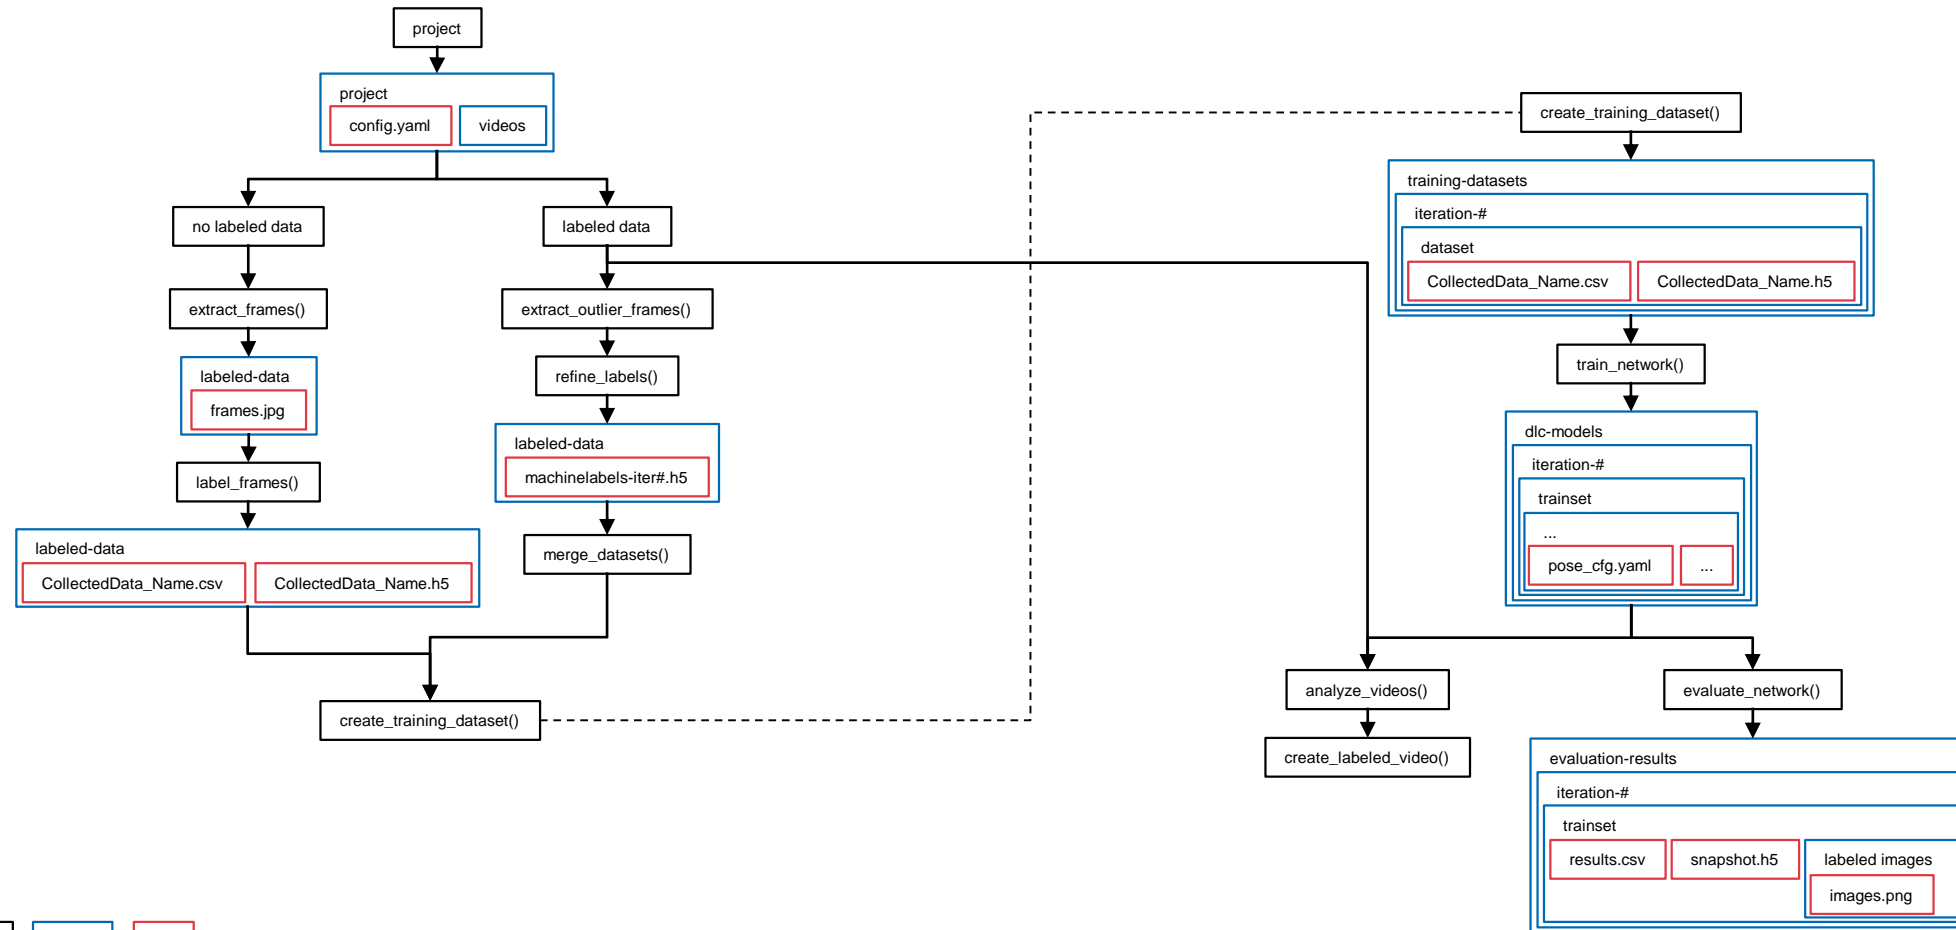 project
project
config.yaml
videos
no labeled data
labeled data
extract_frames()
extract_outlier_frames()
labeled-data
frames.jpg
refine_labels()
label_frames()
labeled-data
machinelabels-iter#.h5
labeled-data
CollectedData_Name.csv
CollectedData_Name.h5
merge_datasets()
create_training_dataset()
create_training_dataset()
training-datasets
iteration-#
dataset
CollectedData_Name.csv
CollectedData_Name.h5
train_network()
dlc-models
iteration-#
trainset
...
pose_cfg.yaml
...
analyze_videos()
evaluate_network()
create_labeled_video()
evaluation-results
iteration-#
trainset
results.csv
snapshot.h5
labeled images
images.png